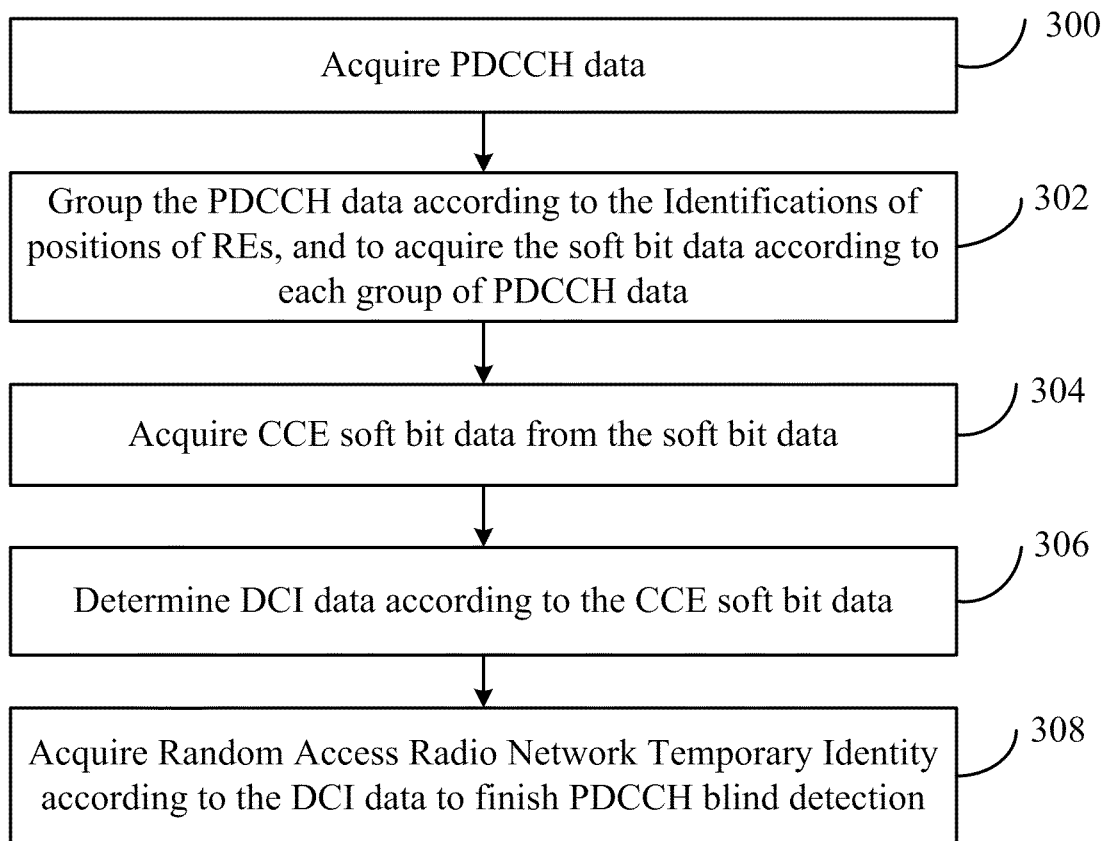 300
Acquire PDCCH data
302
Group the PDCCH data according to the Identifications of
positions of REs, and to acquire the soft bit data according to
each group of PDCCH data
304
Acquire CCE soft bit data from the soft bit data
306
Determine DCI data according to the CCE soft bit data
308
Acquire Random Access Radio Network Temporary Identity
according to the DCI data to finish PDCCH blind detection